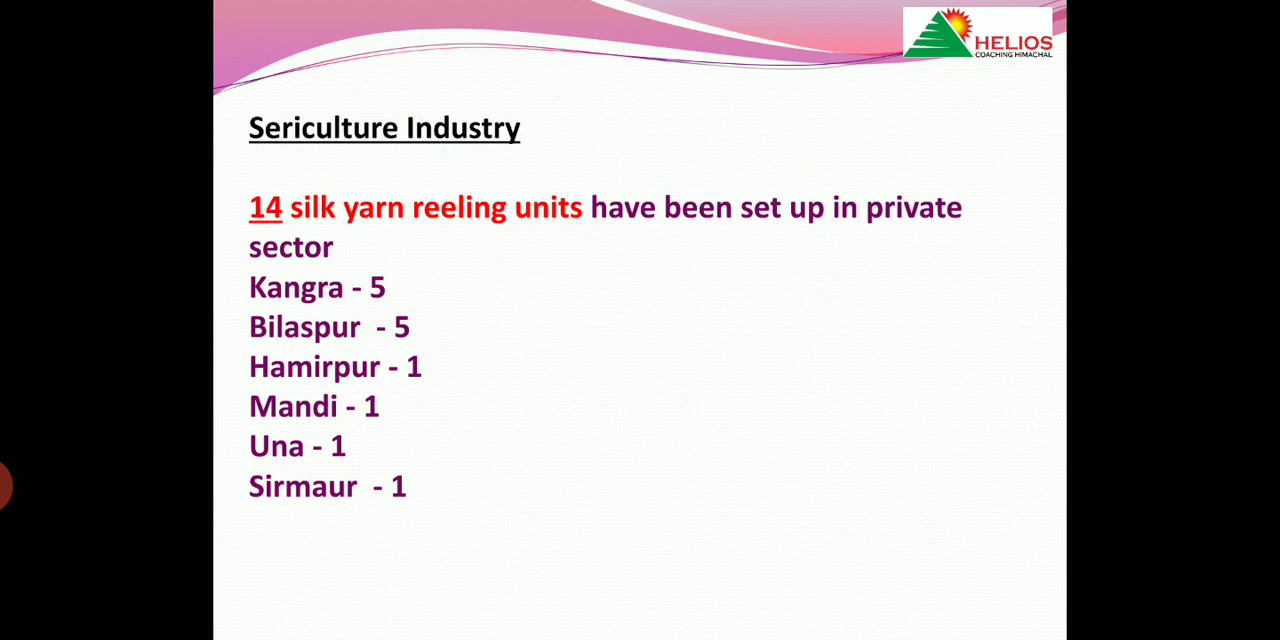 HELIOS
COACHING HIMACHAL
Sericulture Industry
14 silk yarn reeling units have been set up in private
sector
Kangra - 5
Bilaspur - 5
Hamirpur - 1
Mandi - 1
Una - 1
Sirmaur - 1